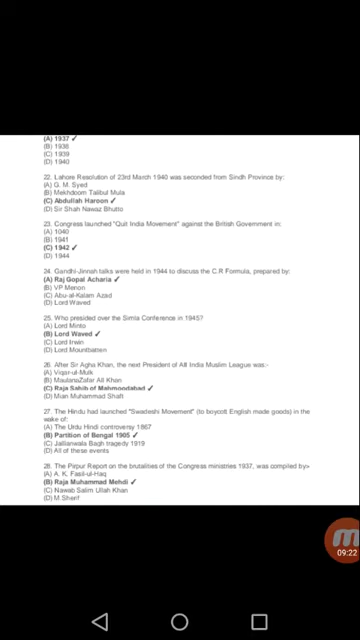 (A) 1937 ✓
(B) 1938
(C) 1939
(D) 1940
22. Lahore Resolution of 23rd March 1940 was seconded from Sindh Province by:
(A) G. M. Syed
(B) Mekhdoom Talibul Mula
(C) Abdullah Haroon ✓
(D) Sir Shah Nawaz Bhutto
23. Congress launched "Quit India Movement" against the British Government in:
(A) 1040
(B) 1941
(C) 1942 ✓
(D) 1944
24. Gandhi-Jinnah talks were held in 1944 to discuss the C.R Formula, prepared by:
(A) Raj Gopal Acharia ✓
(B) VP Menon
(C) Abu-al-Kalam Azad
(D) Lord Waved
25. Who presided over the Simla Conference in 1945?
(A) Lord Minto
(B) Lord Waved ✓
(C) Lord Irwin
(D) Lord Mountbatten
26. After Sir Agha Khan, the next President of All India Muslim League was:-
(A) Viqar-ul-Mulk
(B) MaulanaZafar Ali Khan
(C) Raja Sahib of Mahmoodabad ✓
(D) Mian Muhammad Shafi
27. The Hindu had launched "Swadeshi Movement" (to boycott English made goods) in the
wake of:
(A) The Urdu Hindi controversy 1867
(B) Partition of Bengal 1905 ✓
(C) Jallianwala Bagh tragedy 1919
(D) All of these events
28. The Pirpur Report on the brutalities of the Congress ministries 1937, was compiled by>
(A) A. K. Fasil-ul-Haq
(B) Raja Muhammad Mehdi ✓
(C) Nawab Salim Ullah Khan
(D) M.Sherif
09:22